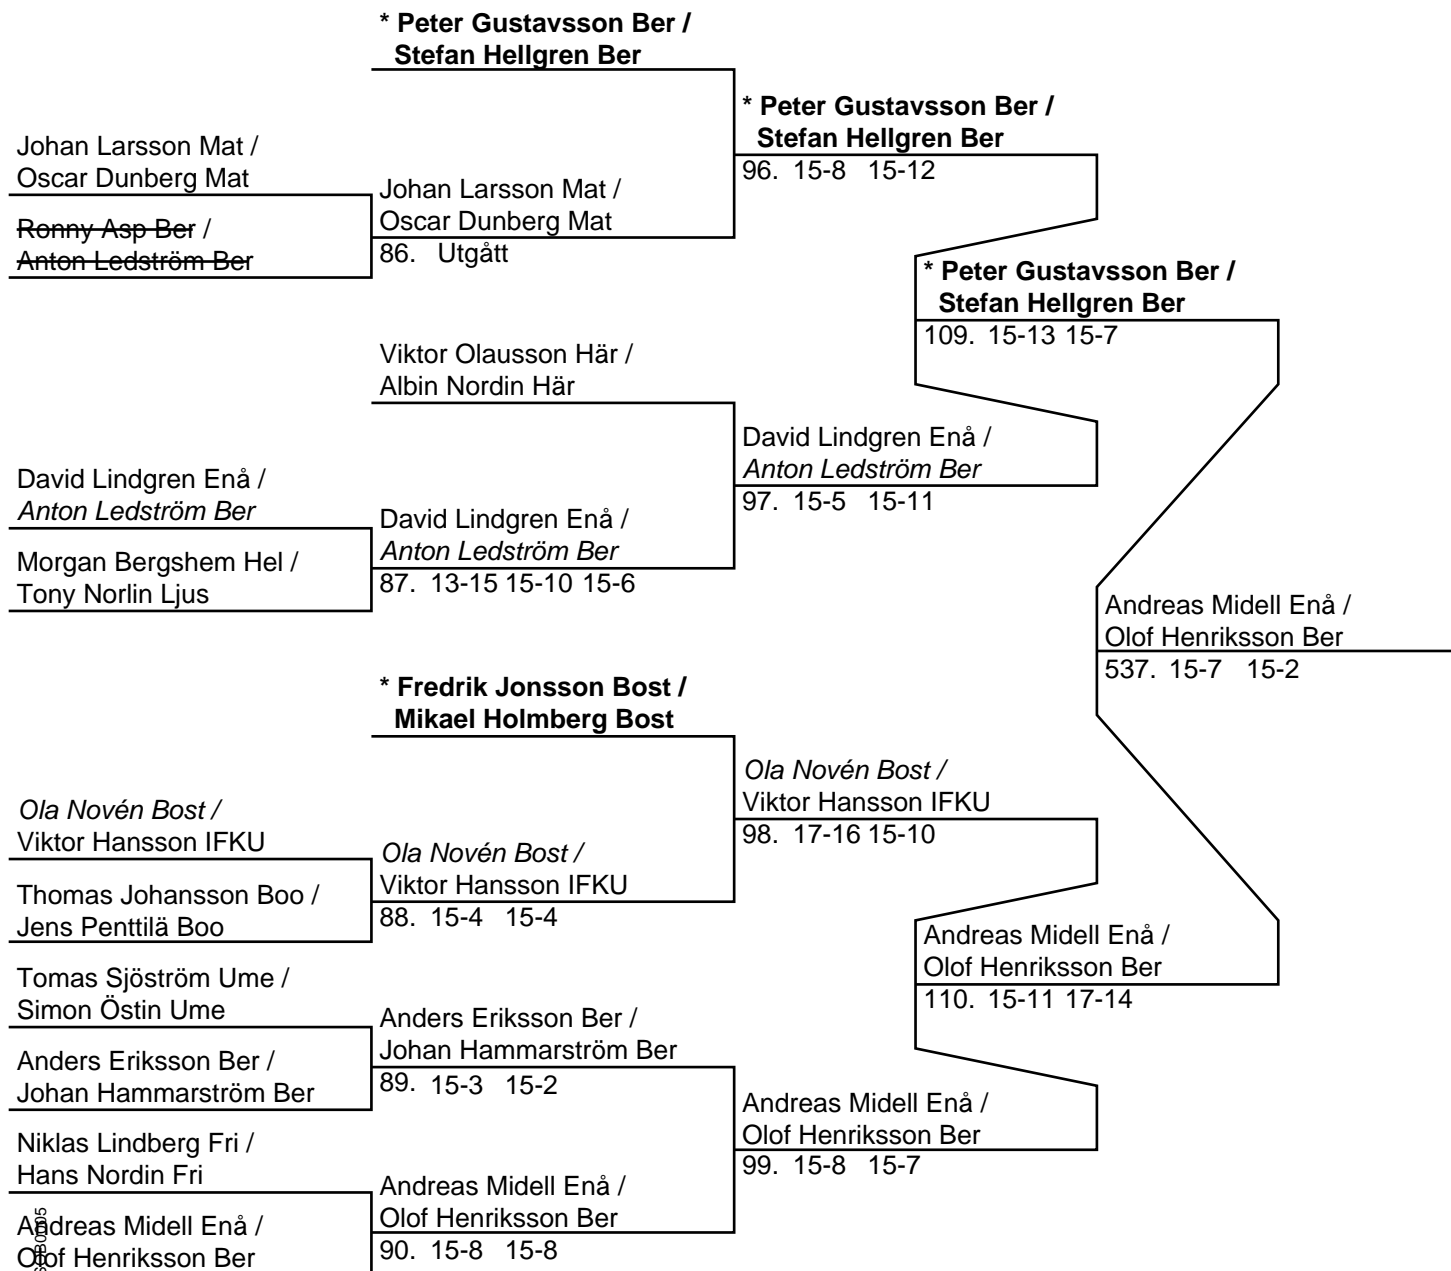 * Peter Gustavsson Ber /
Stefan Hellgren Ber
Johan Larsson Mat /
Oscar Dunberg Mat
Ronny Asp Ber /
Anton Ledström Ber
Johan Larsson Mat /
Oscar Dunberg Mat
86. Utgått
* Peter Gustavsson Ber /
Stefan Hellgren Ber
96. 15-8 15-12
Viktor Olausson Här /
Albin Nordin Här
David Lindgren Enå /
Anton Ledström Ber
Morgan Bergshem Hel /
Tony Norlin Ljus
David Lindgren Enå /
Anton Ledström Ber
87. 13-15 15-10 15-6
David Lindgren Enå /
Anton Ledström Ber
97. 15-5 15-11
* Peter Gustavsson Ber /
Stefan Hellgren Ber
109. 15-13 15-7
* Fredrik Jonsson Bost /
Mikael Holmberg Bost
Ola Novén Bost /
Viktor Hansson IFKU
Thomas Johansson Boo /
Jens Penttilä Boo
Ola Novén Bost /
Viktor Hansson IFKU
88. 15-4 15-4
Ola Novén Bost /
Viktor Hansson IFKU
98. 17-16 15-10
Tomas Sjöström Ume /
Simon Östin Ume
Anders Eriksson Ber /
Johan Hammarström Ber
Anders Eriksson Ber /
Johan Hammarström Ber
89. 15-3 15-2
Niklas Lindberg Fri /
Hans Nordin Fri
Andreas Midell Enå /
Olof Henriksson Ber
Andreas Midell Enå /
Olof Henriksson Ber
90. 15-8 15-8
Andreas Midell Enå /
Olof Henriksson Ber
99. 15-8 15-7
Andreas Midell Enå /
Olof Henriksson Ber
110. 15-11 17-14
Andreas Midell Enå /
Olof Henriksson Ber
537. 15-7 15-2